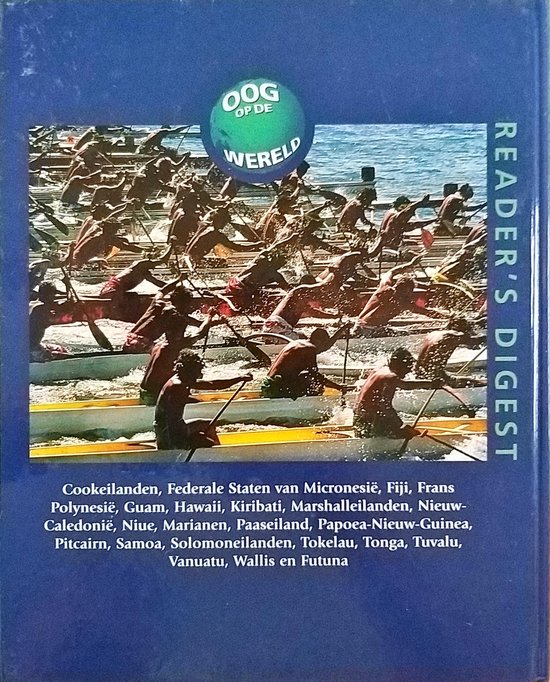 OOG
OP DE
WERELD
READER'S DIGEST
Cookeilanden, Federale Staten van Micronesië, Fiji, Frans
Polynesië, Guam, Hawaii, Kiribati, Marshalleilanden, Nieuw-
Caledonië, Niue, Marianen, Paaseiland, Papoea-Nieuw-Guinea,
Pitcairn, Samoa, Solomoneilanden, Tokelau, Tonga, Tuvalu,
Vanuatu, Wallis en Futuna